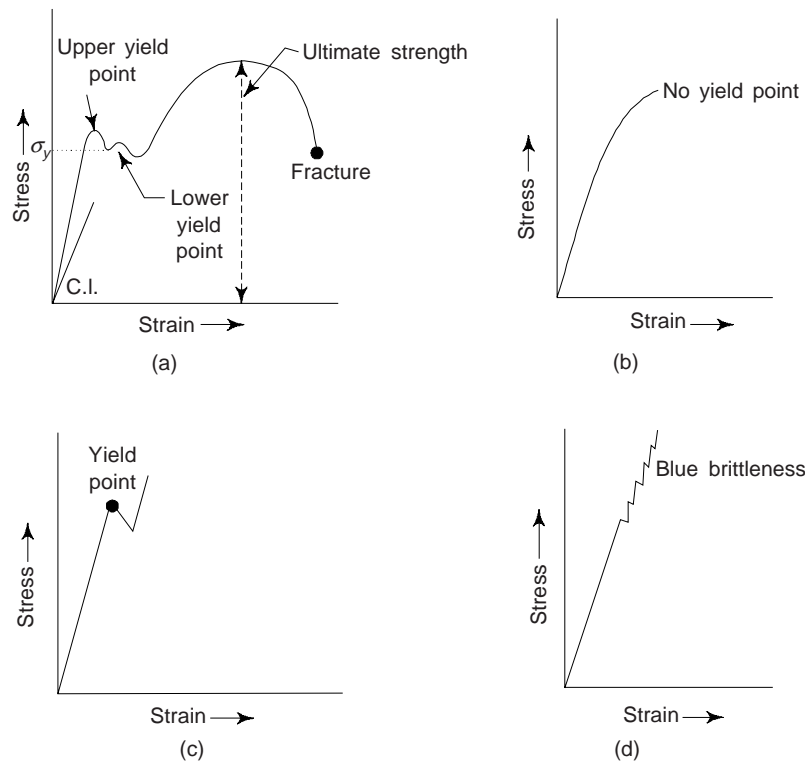 Upper yield
point
Ultimate strength
σy
Stress
Fracture
Lower
yield
point
C.I.
Strain
(a)
No yield point
Stress
Strain
(b)
Yield
point
Stress
Strain
(c)
Blue brittleness
Stress
Strain
(d)